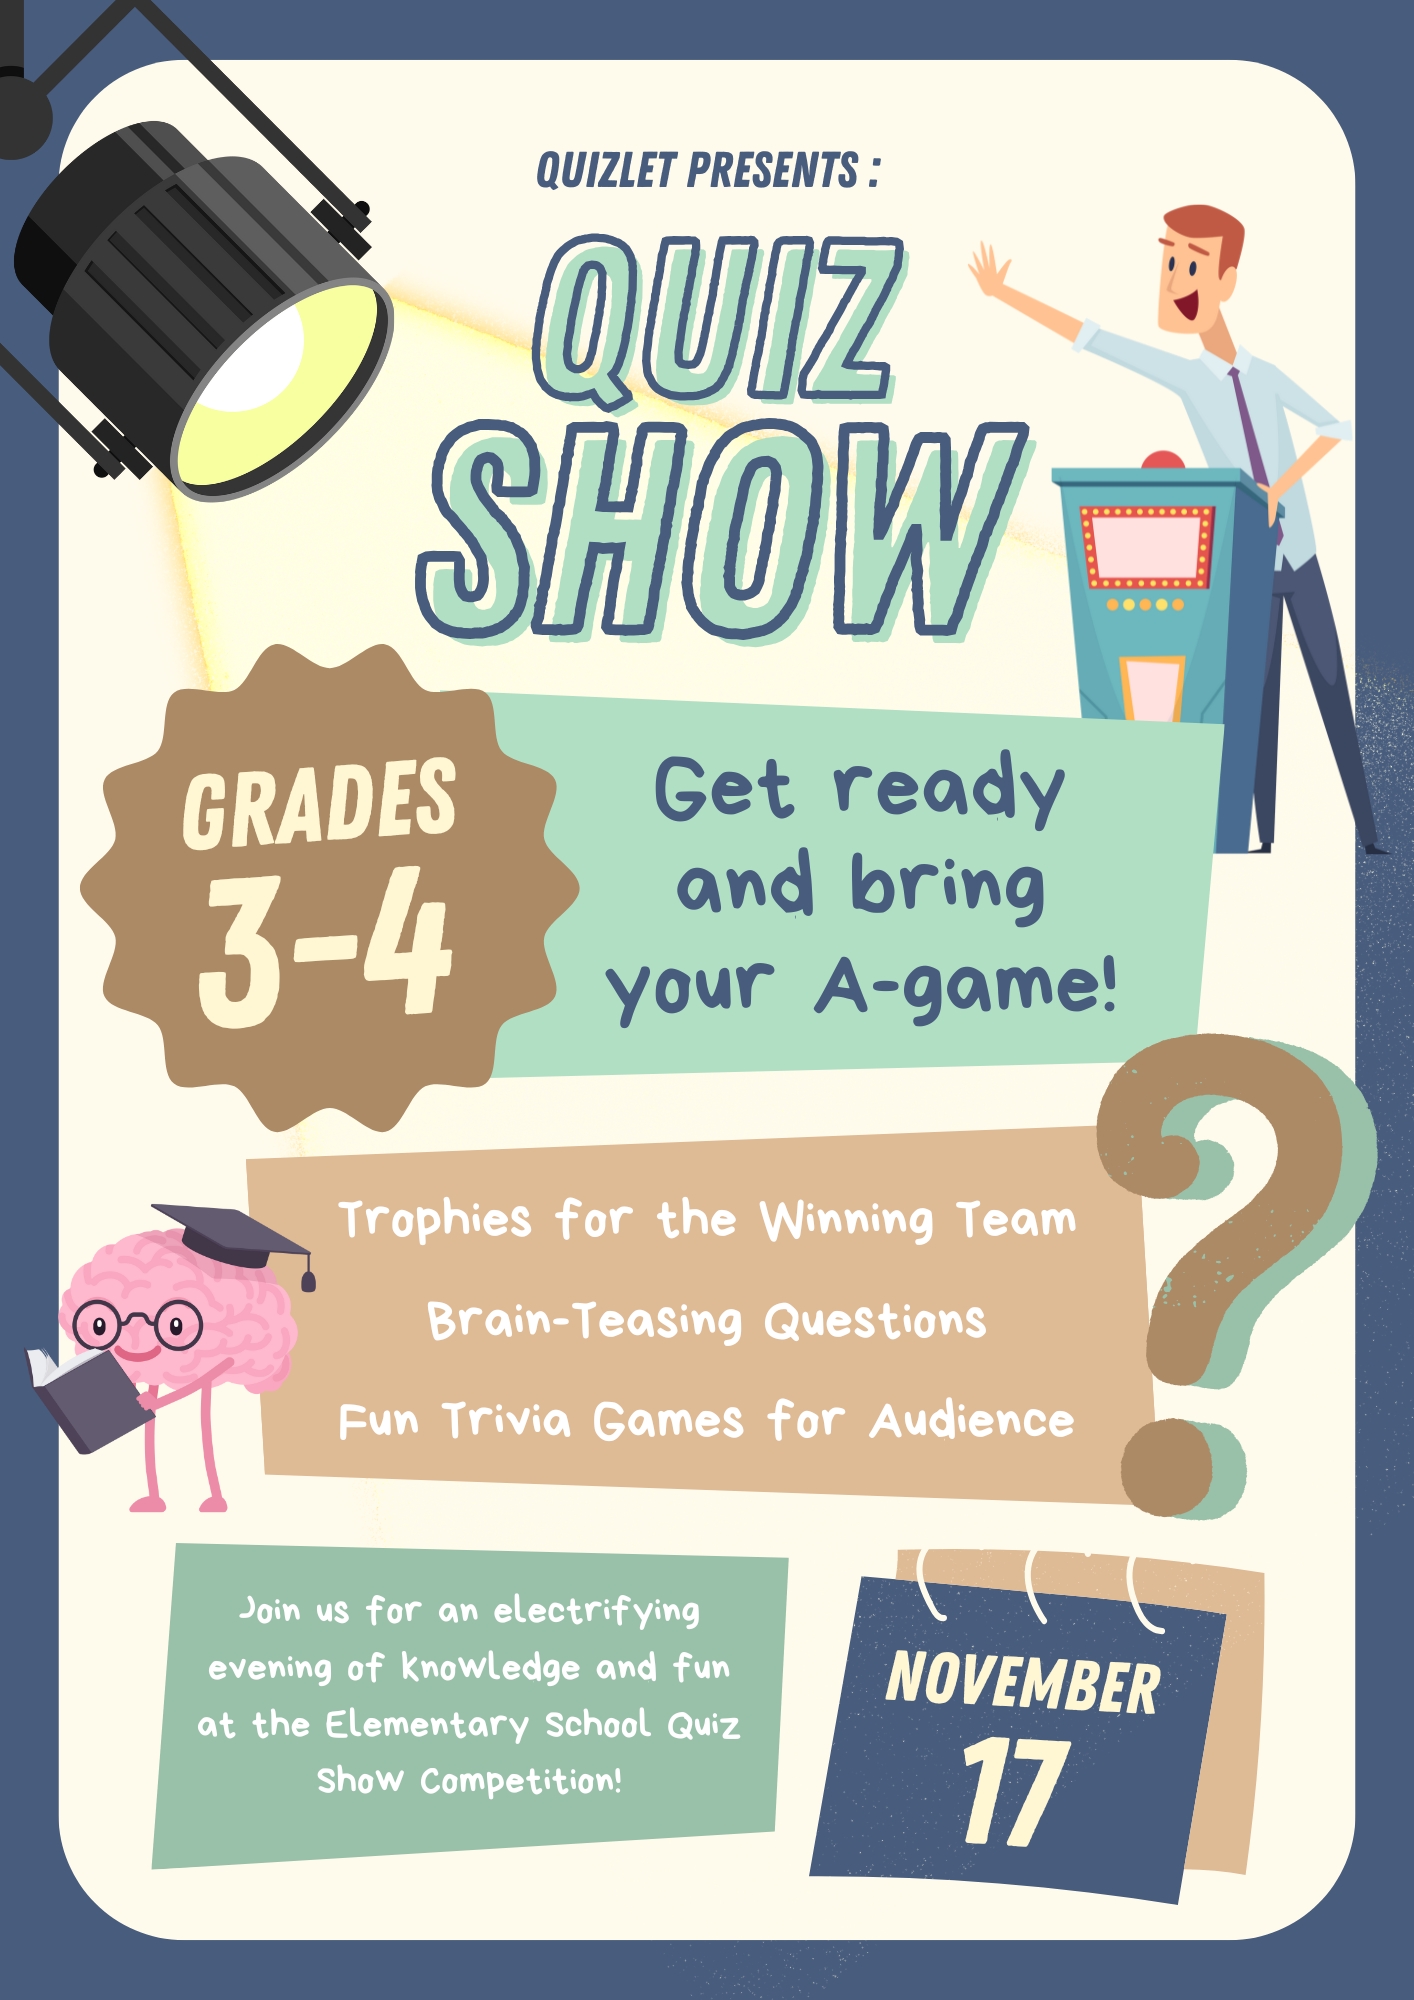 QUIZLET PRESENTS :
QUIZ
SHOW
GRADES
3-4
Get ready
and bring
your A-game!
Trophies for the Winning Team
Brain-Teasing Questions
Fun Trivia Games for Audience
Join us for an electrifying
evening of knowledge and fun
at the Elementary School Quiz
Show Competition!
NOVEMBER
17